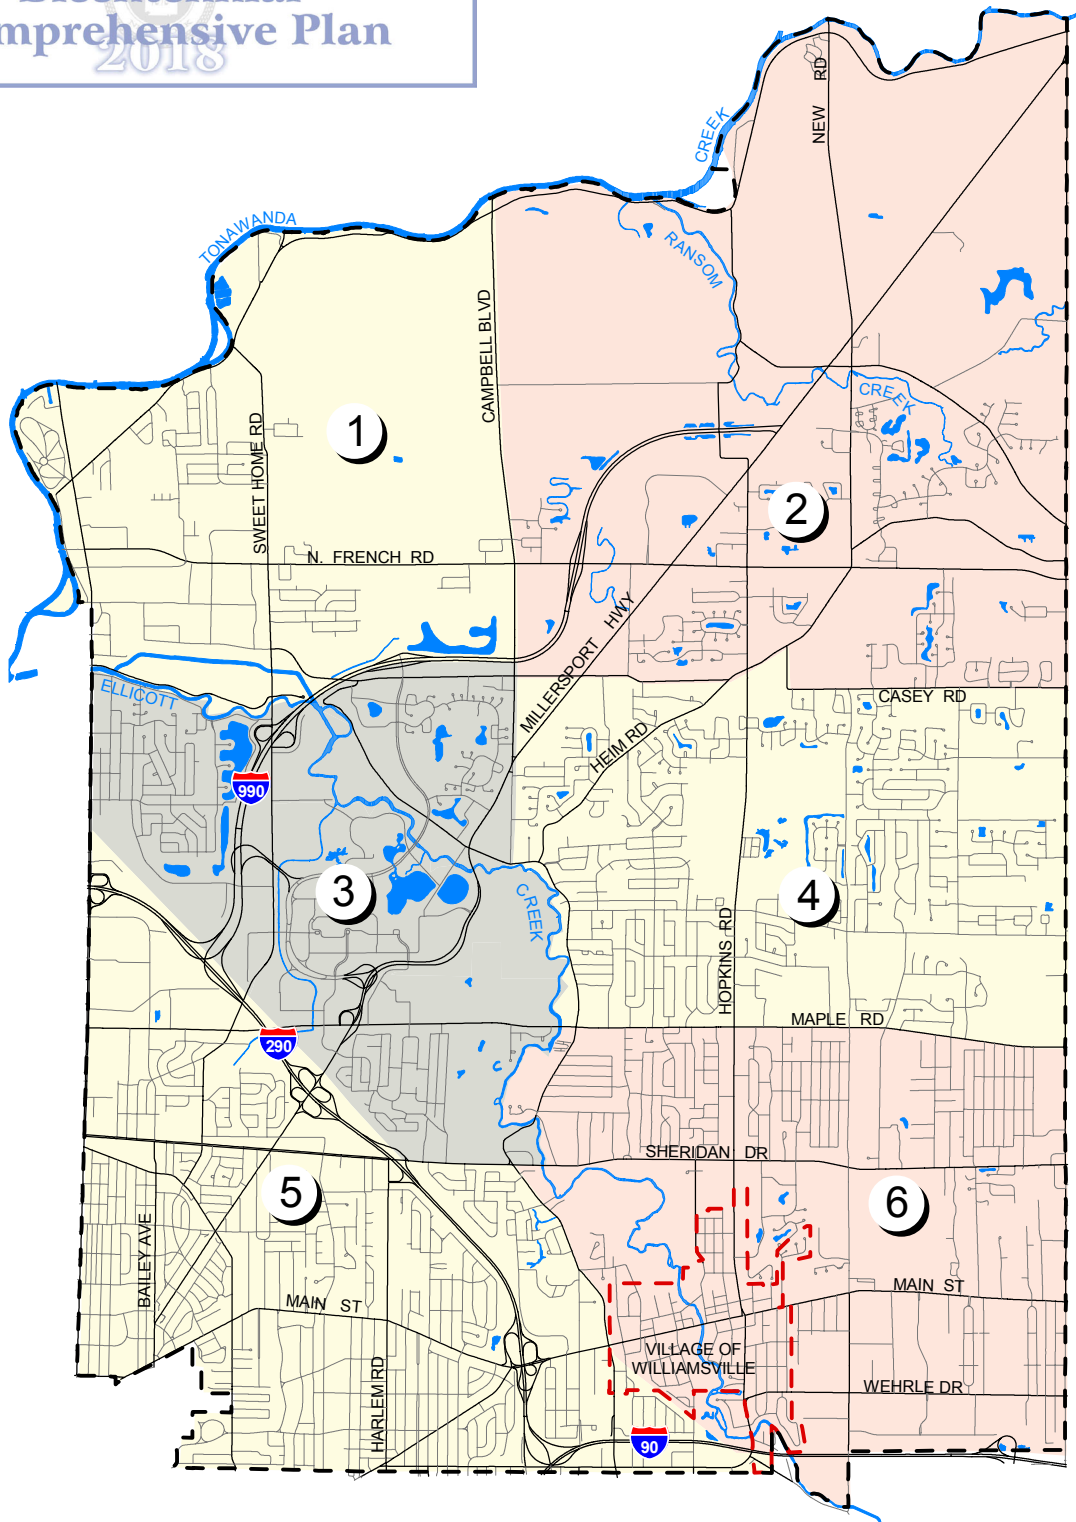 mprehensive Plan
2018
CREEK
NEW RD
TONAWANDA
RANSOM
CAMPBELL BLVD
CREEK
1
SWEET HOME RD
2
N. FRENCH RD
MILLERSPORT HWY
ELLICOTT
CASEY RD
HEIM RD
990
3
4
CREEK
HOPKINS RD
MAPLE RD
290
SHERIDAN DR
5
6
BAILEY AVE
MAIN ST
MAIN ST
VILLAGE OF
WILLIAMSVILLE
HARLEM RD
WEHRLE DR
90